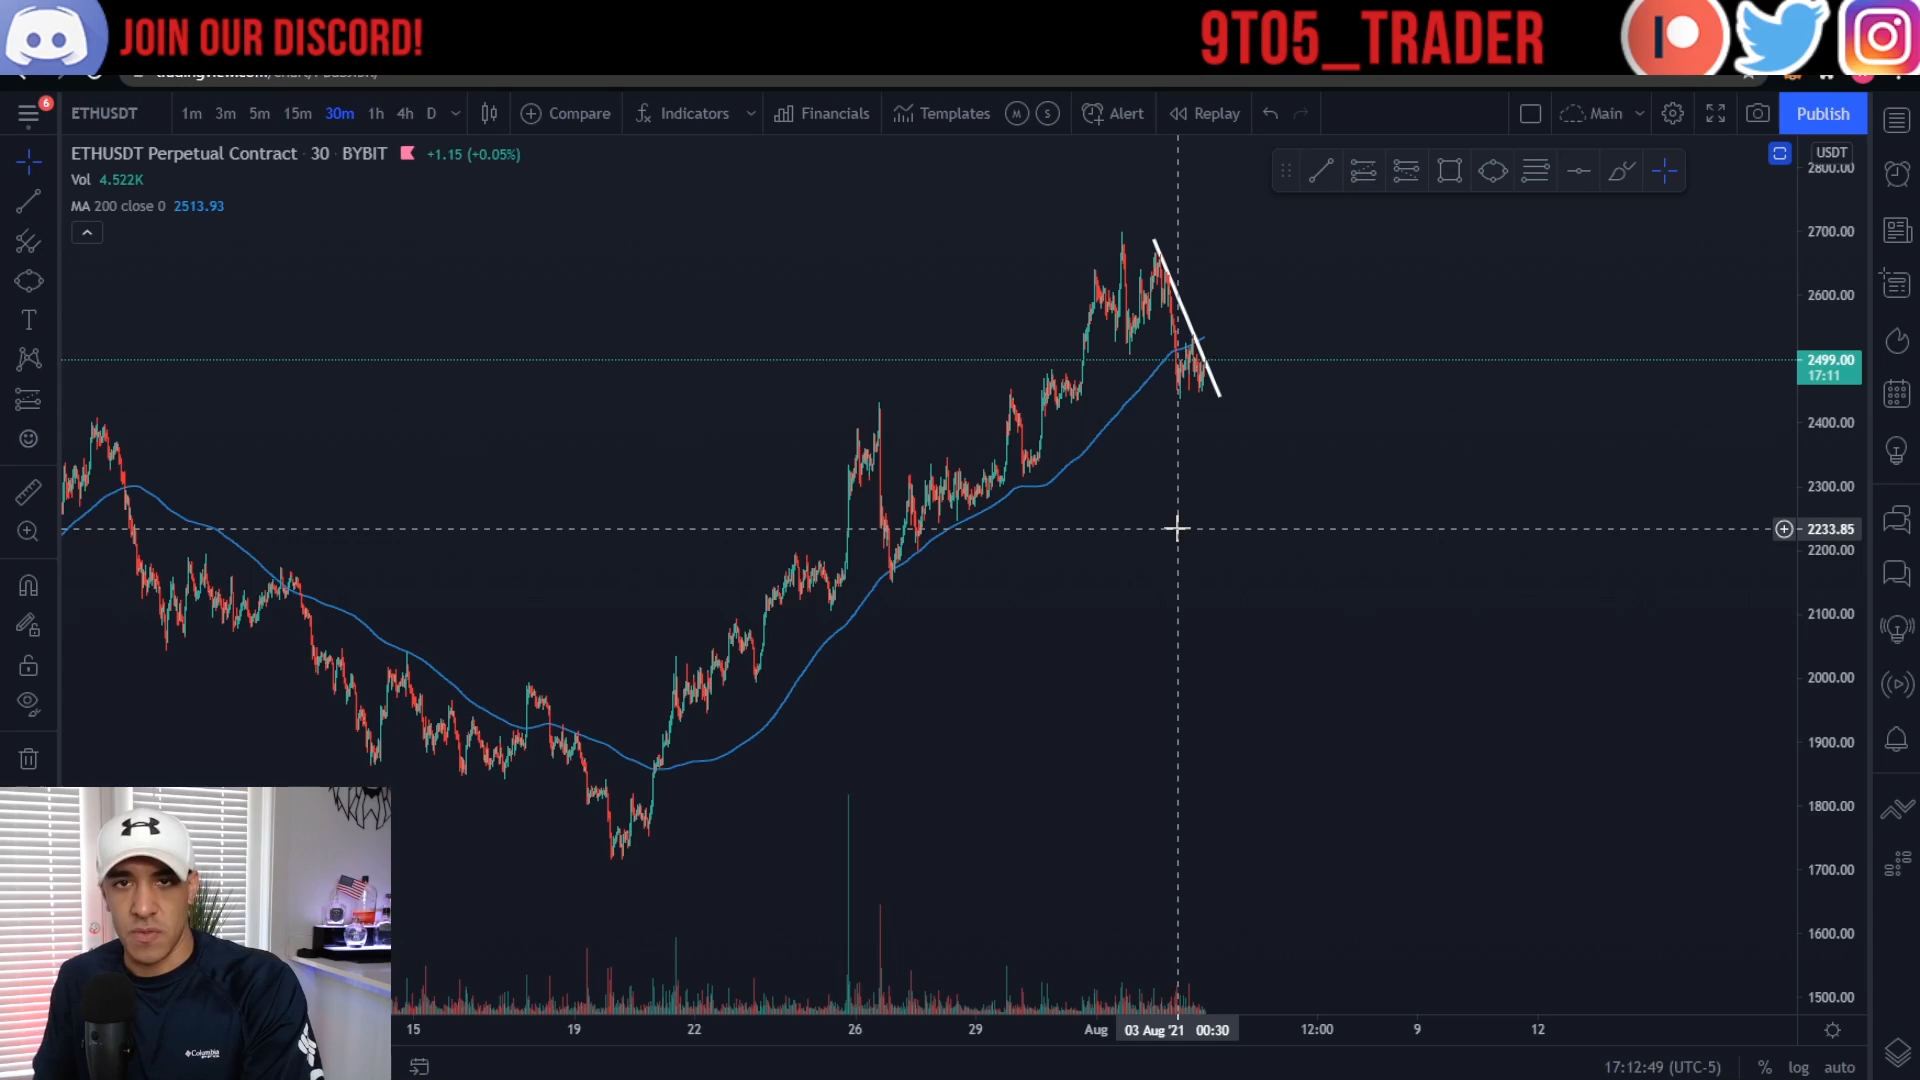 JOIN OUR DISCORD!
9TO5_TRADER
6
ETHUSDT
1m 3m 5m 15m 30m 1h 4h D
Compare
Indicators
Financials
Templates
M
S
Alert
Replay
Main
Publish
ETHUSDT Perpetual Contract · 30 · BYBIT
+1.15 (+0.05%)
Vol 4.522K
MA 200 close 0 2513.93
USDT
2800.00
2700.00
2600.00
2499.00
17:11
2400.00
2300.00
2233.85
2200.00
2100.00
2000.00
1900.00
1800.00
1700.00
1600.00
1500.00
15 19 22 26 29 Aug 03 Aug '21 00:30 12:00 9 12
17:12:49 (UTC-5) % log auto
Columbia